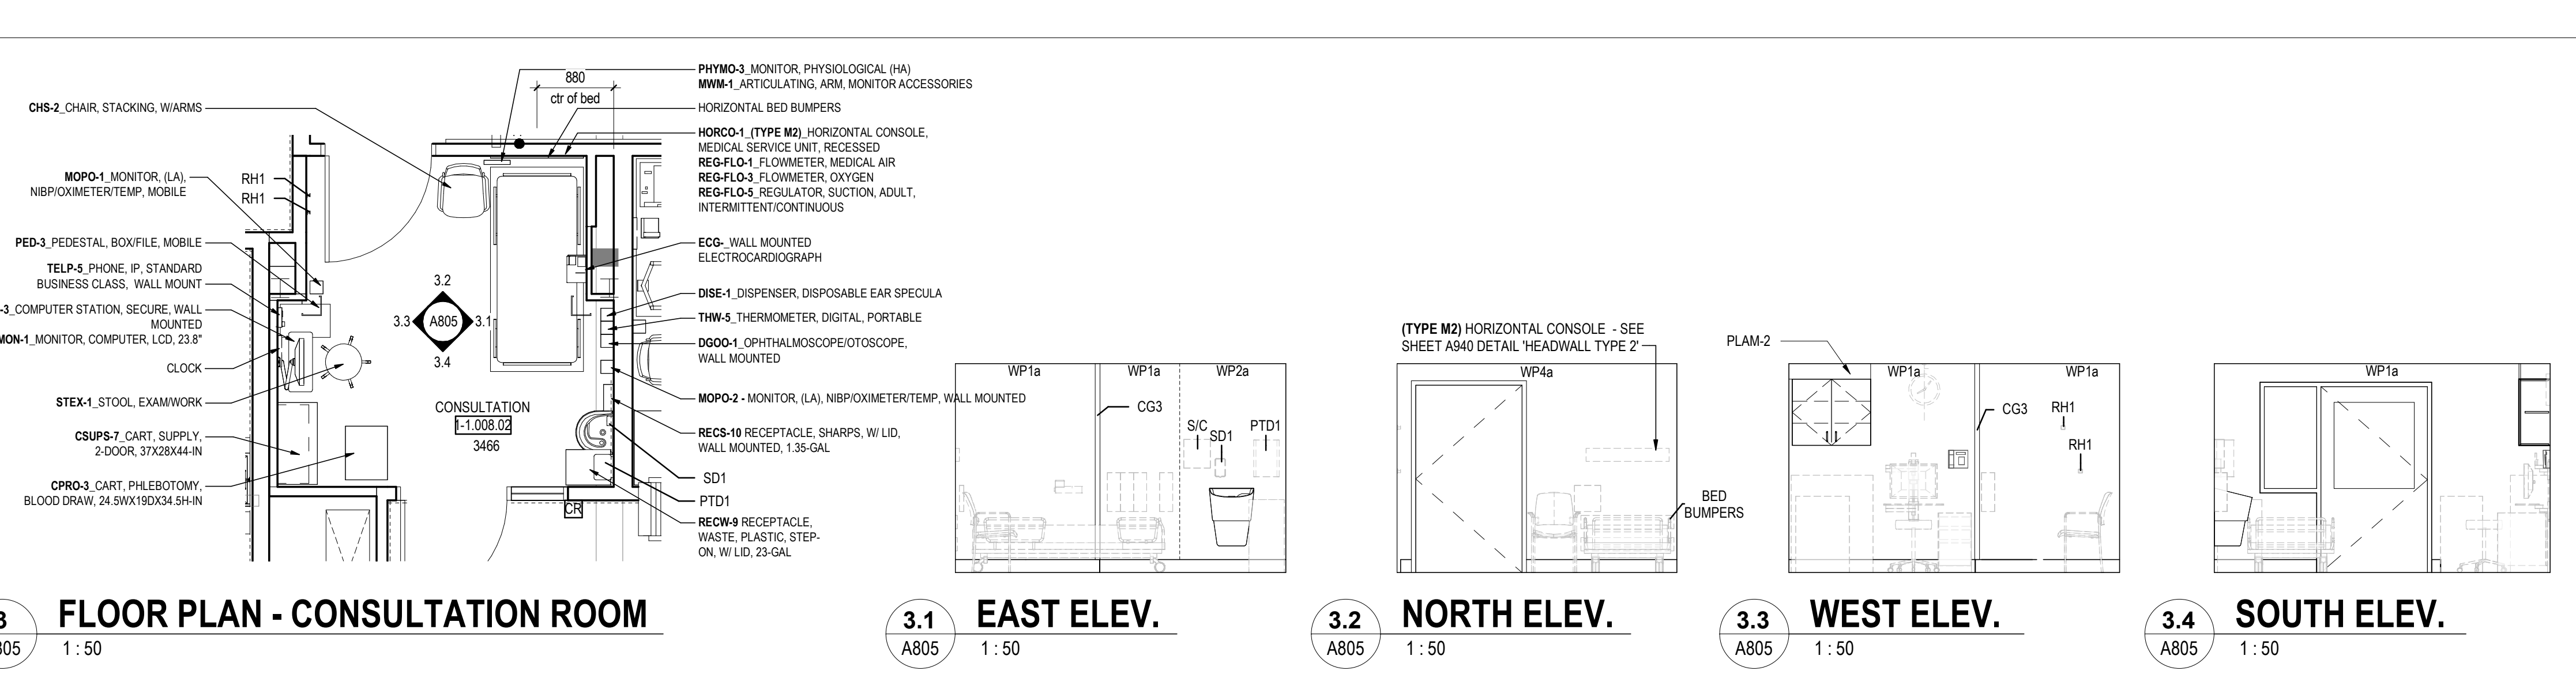 CHS-2_CHAIR, STACKING, W/ARMS
MOPO-1_MONITOR, (LA),
NIBP/OXIMETER/TEMP, MOBILE
RH1
RH1
PED-3_PEDESTAL, BOX/FILE, MOBILE
TELP-5_PHONE, IP, STANDARD
BUSINESS CLASS, WALL MOUNT
-3_COMPUTER STATION, SECURE, WALL
MOUNTED
MON-1_MONITOR, COMPUTER, LCD, 23.8"
CLOCK
STEX-1_STOOL, EXAM/WORK
CSUPS-7_CART, SUPPLY,
2-DOOR, 37X28X44-IN
CPRO-3_CART, PHLEBOTOMY,
BLOOD DRAW, 24.5WX19DX34.5H-IN
880
ctr of bed
3.2
3.3
A805
3.1
3.4
CONSULTATION
1-1.008.02
3466
CR
PHYMO-3_MONITOR, PHYSIOLOGICAL (HA)
MWM-1_ARTICULATING, ARM, MONITOR ACCESSORIES
HORIZONTAL BED BUMPERS
HORCO-1_(TYPE M2)_HORIZONTAL CONSOLE,
MEDICAL SERVICE UNIT, RECESSED
REG-FLO-1_FLOWMETER, MEDICAL AIR
REG-FLO-3_FLOWMETER, OXYGEN
REG-FLO-5_REGULATOR, SUCTION, ADULT,
INTERMITTENT/CONTINUOUS
ECG-_WALL MOUNTED
ELECTROCARDIOGRAPH
DISE-1_DISPENSER, DISPOSABLE EAR SPECULA
THW-5_THERMOMETER, DIGITAL, PORTABLE
DGOO-1_OPHTHALMOSCOPE/OTOSCOPE,
WALL MOUNTED
MOPO-2 - MONITOR, (LA), NIBP/OXIMETER/TEMP, WALL MOUNTED
RECS-10 RECEPTACLE, SHARPS, W/ LID,
WALL MOUNTED, 1.35-GAL
SD1
PTD1
RECW-9 RECEPTACLE,
WASTE, PLASTIC, STEP-
ON, W/ LID, 23-GAL
3
805
FLOOR PLAN - CONSULTATION ROOM
1 : 50
WP1a
WP1a
WP2a
CG3
S/C
SD1
PTD1
3.1
A805
EAST ELEV.
1 : 50
(TYPE M2) HORIZONTAL CONSOLE - SEE
SHEET A940 DETAIL 'HEADWALL TYPE 2'
WP4a
BED
BUMPERS
3.2
A805
NORTH ELEV.
1 : 50
PLAM-2
WP1a
WP1a
CG3
RH1
RH1
3.3
A805
WEST ELEV.
1 : 50
WP1a
3.4
A805
SOUTH ELEV.
1 : 50